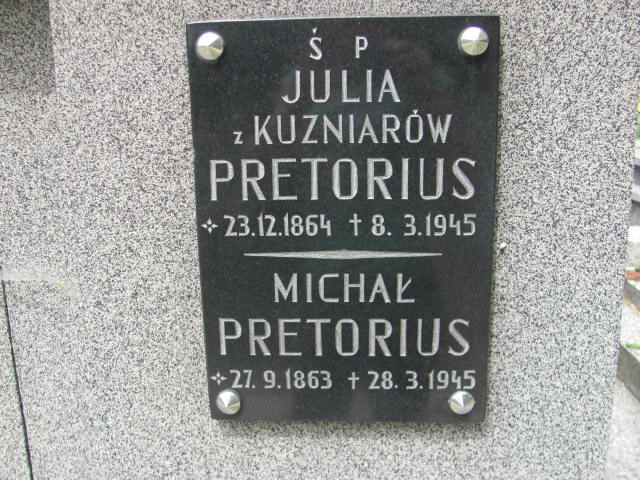 Ś P
JULIA
z KUZNIARÓW
PRETORIUS
✧ 23.12.1864 † 8. 3.1945
MICHAŁ
PRETORIUS
✧ 27. 9.1863 † 28. 3.1945